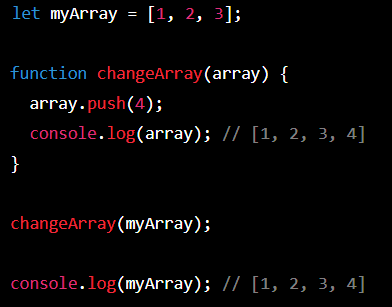 let myArray = [1, 2, 3];
function changeArray(array) {
  array.push(4);
  console.log(array); // [1, 2, 3, 4]
}
changeArray(myArray);
console.log(myArray); // [1, 2, 3, 4]